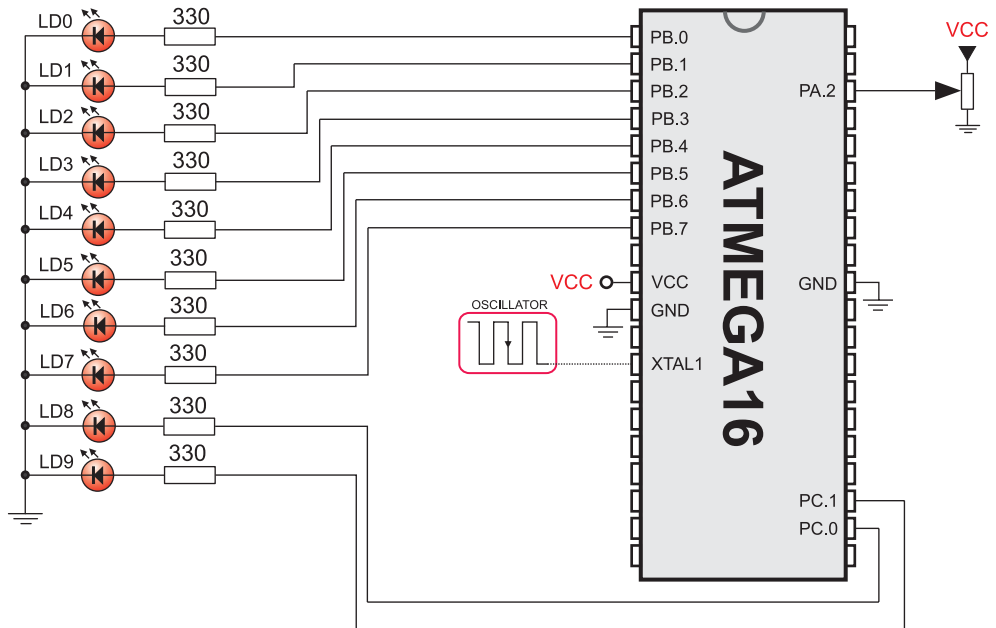 LD0
330
LD1
330
LD2
330
LD3
330
LD4
330
LD5
330
LD6
330
LD7
330
LD8
330
LD9
330
PB.0
PB.1
PB.2
PB.3
PB.4
PB.5
PB.6
PB.7
VCC
VCC
GND
OSCILLATOR
XTAL1
ATMEGA16
PA.2
VCC
GND
PC.1
PC.0